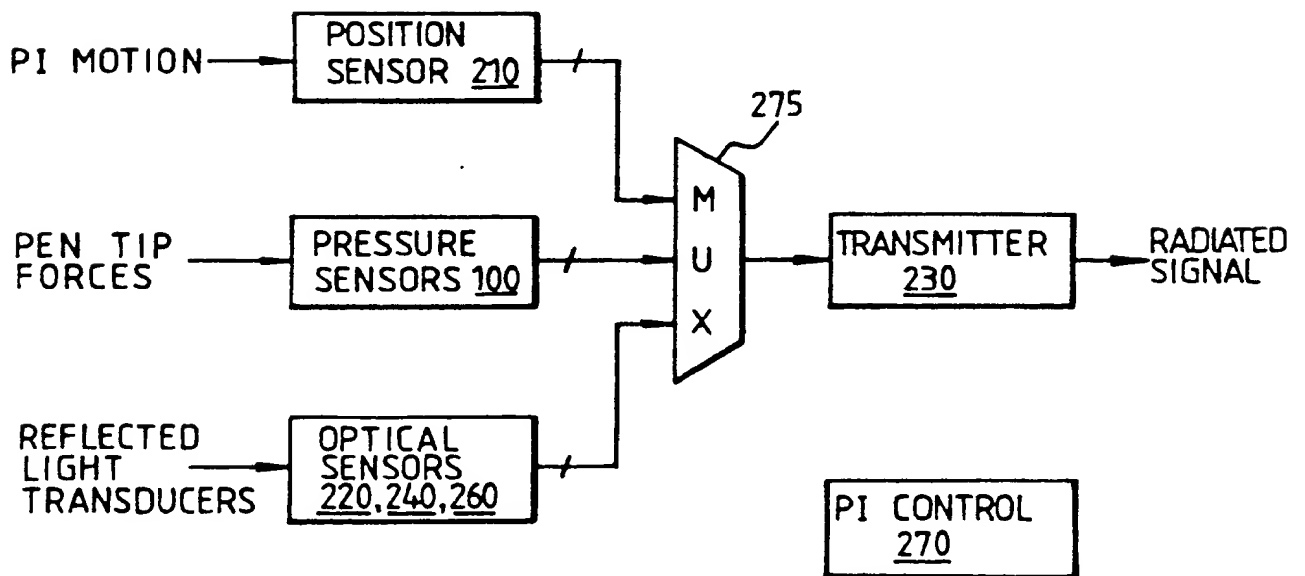 PI MOTION
POSITION
SENSOR 210
275
PEN TIP
FORCES
PRESSURE
SENSORS 100
M
U
X
TRANSMITTER
230
RADIATED
SIGNAL
REFLECTED
LIGHT
TRANSDUCERS
OPTICAL
SENSORS
220, 240, 260
PI CONTROL
270